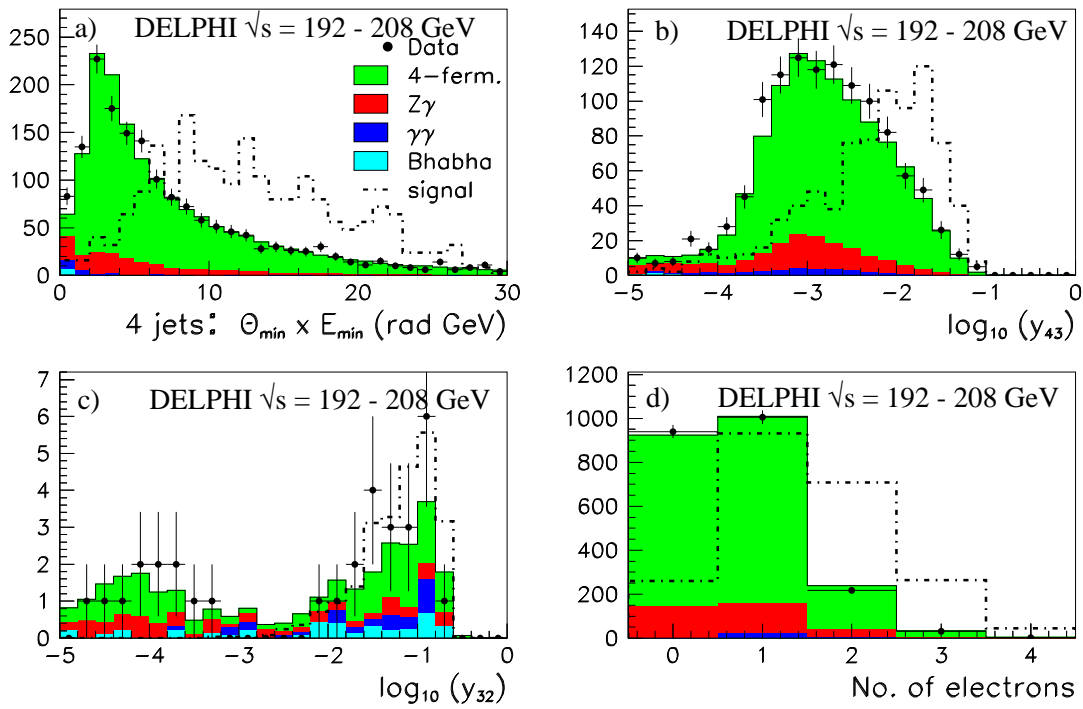 a) DELPHI √s = 192 - 208 GeV
Data
4-ferm.
Zγ
γγ
Bhabha
signal
250
200
150
100
50
0
0 10 20 30
4 jets: Θmin x Emin (rad GeV)
b) DELPHI √s = 192 - 208 GeV
140
120
100
80
60
40
20
0
−5 −4 −3 −2 −1 0
log10 (y43)
c) DELPHI √s = 192 - 208 GeV
7
6
5
4
3
2
1
0
−5 −4 −3 −2 −1 0
log10 (y32)
d) DELPHI √s = 192 - 208 GeV
1200
1000
800
600
400
200
0
0 1 2 3 4
No. of electrons